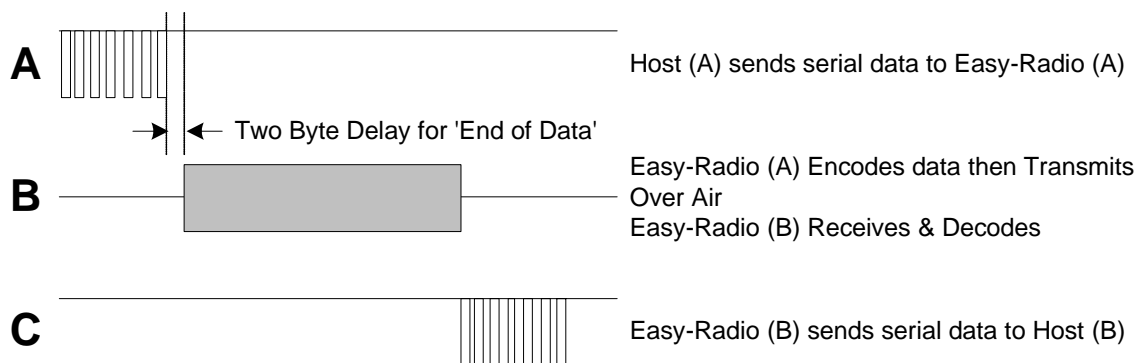 A
Host (A) sends serial data to Easy-Radio (A)
Two Byte Delay for 'End of Data'
B
Easy-Radio (A) Encodes data then Transmits
Over Air
Easy-Radio (B) Receives & Decodes
C
Easy-Radio (B) sends serial data to Host (B)